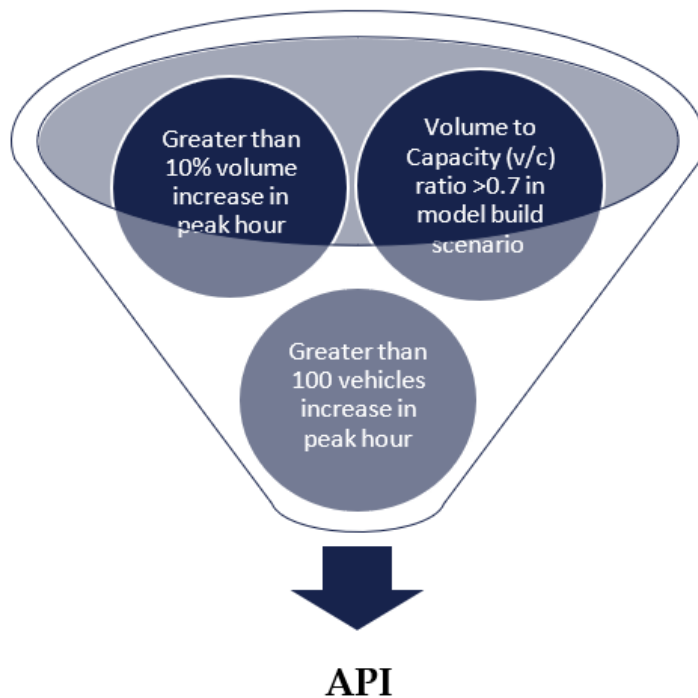 Greater than
10% volume
increase in
peak hour
Volume to
Capacity (v/c)
ratio >0.7 in
model build
scenario
Greater than
100 vehicles
increase in
peak hour
API